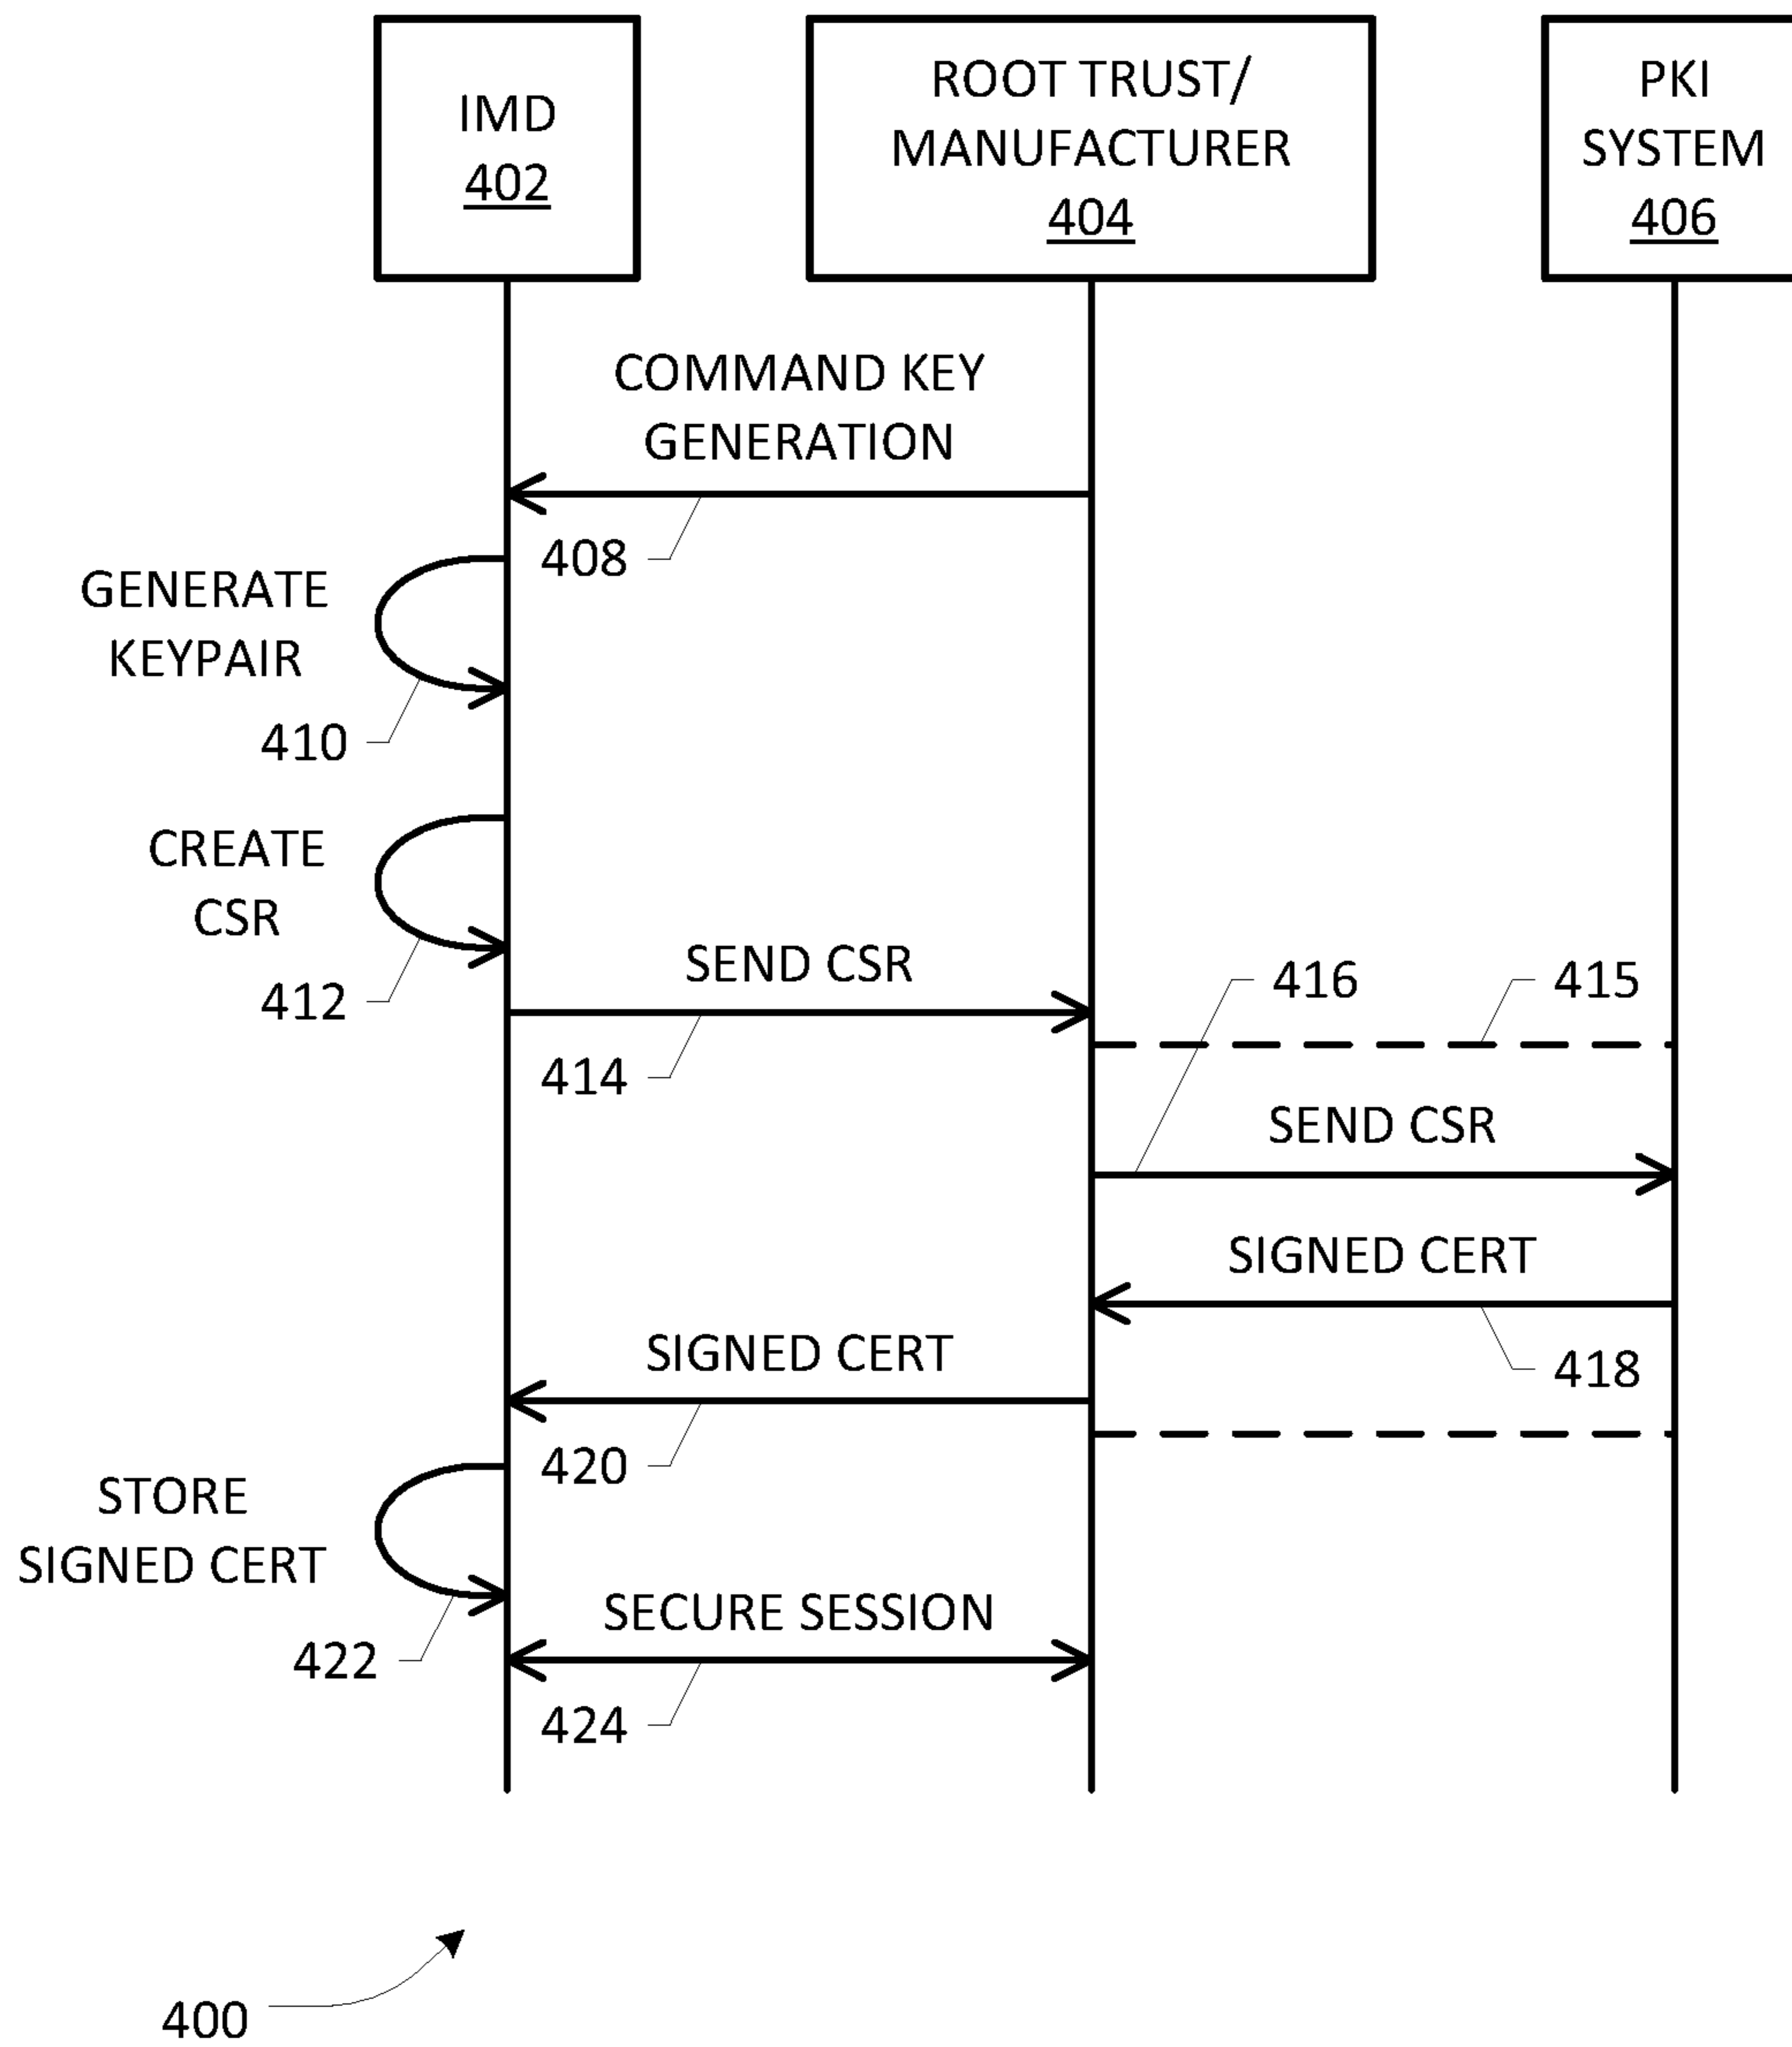 IMD
402
ROOT TRUST/
MANUFACTURER
404
PKI
SYSTEM
406
COMMAND KEY
GENERATION
408
GENERATE
KEYPAIR
410
CREATE
CSR
412
SEND CSR
414
416
415
SEND CSR
SIGNED CERT
418
SIGNED CERT
420
STORE
SIGNED CERT
422
SECURE SESSION
424
400